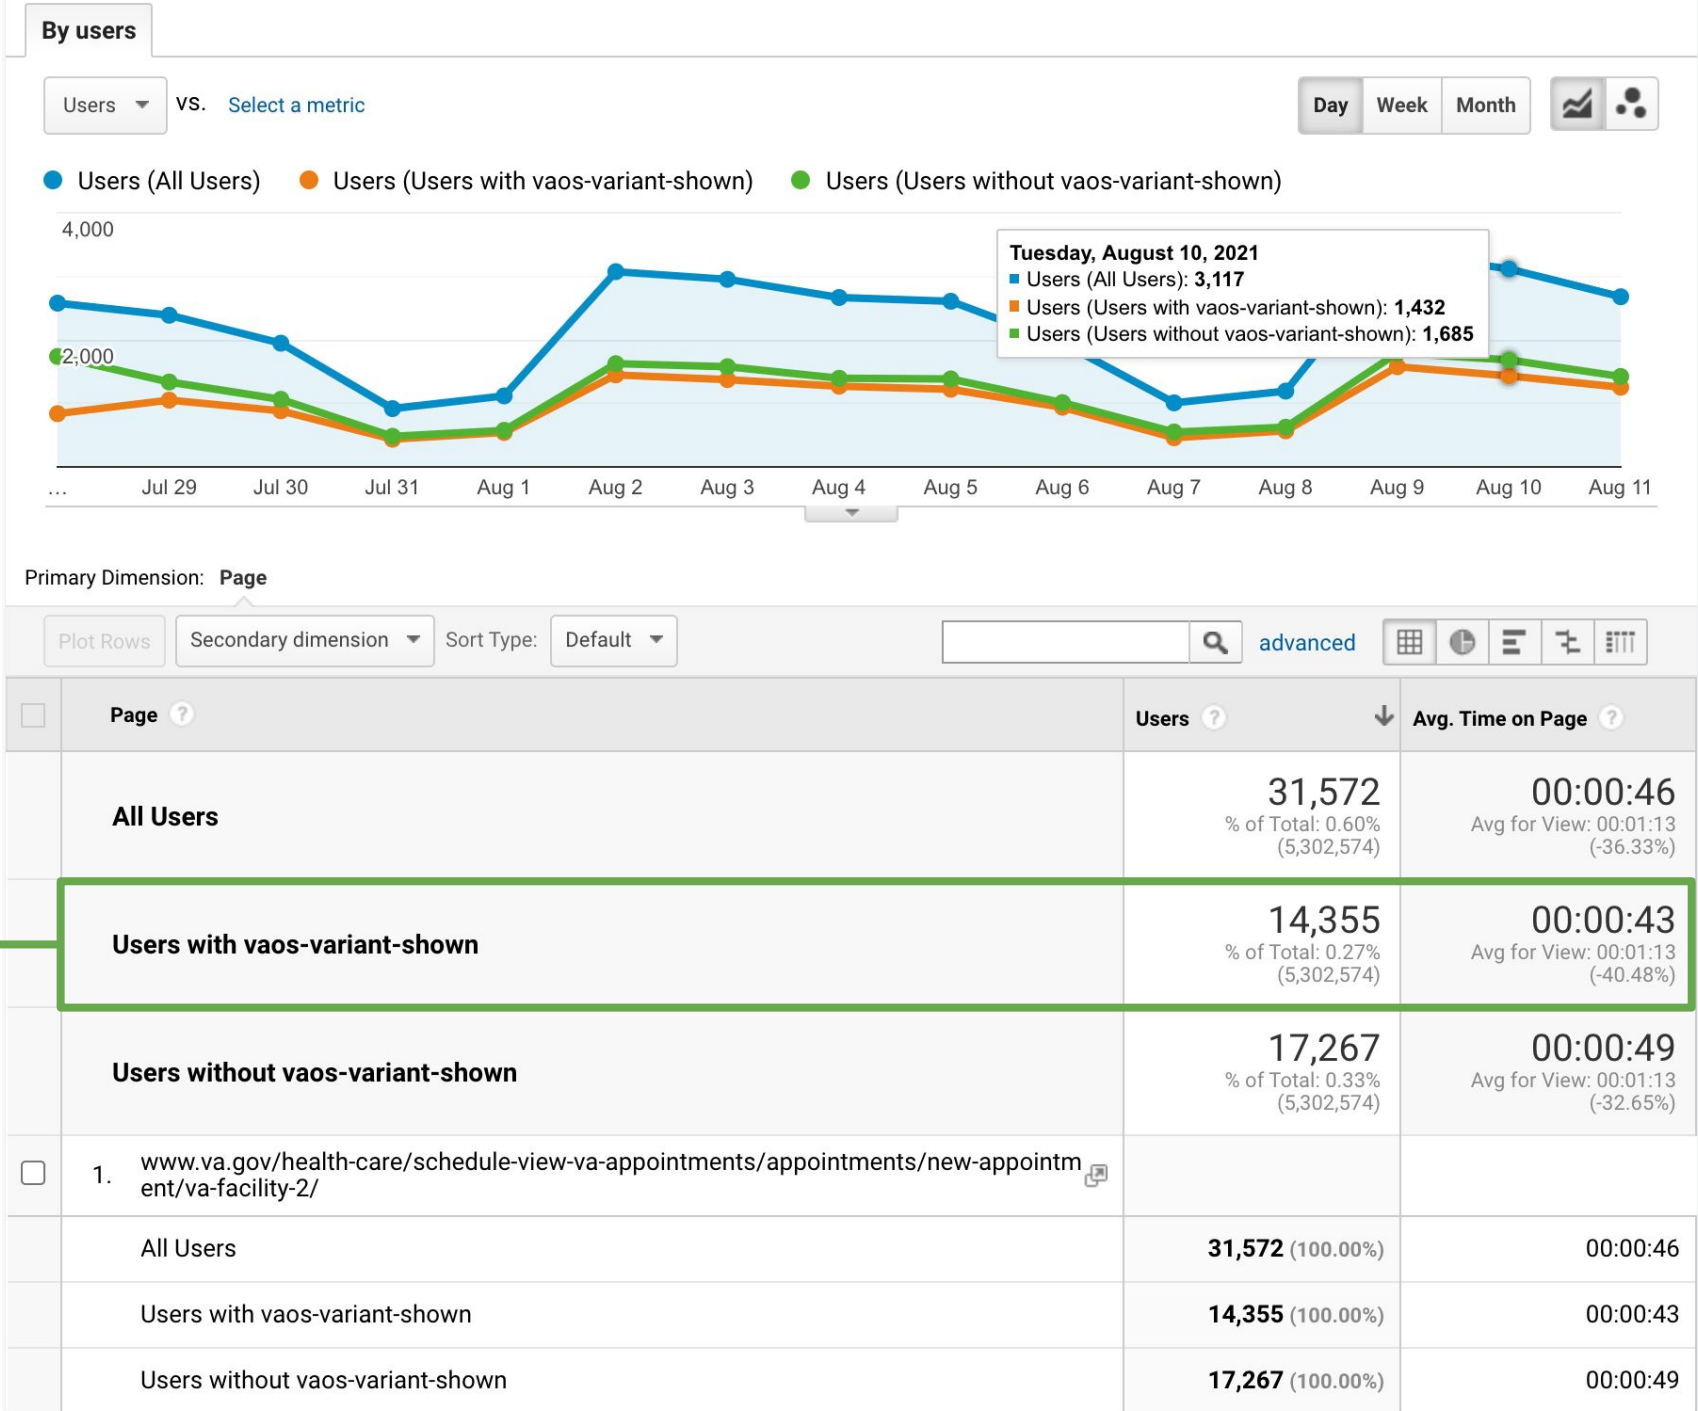 By users
Users vs. Select a metric Day Week Month
Users (All Users) Users (Users with vaos-variant-shown) Users (Users without vaos-variant-shown)
4,000
2,000
Tuesday, August 10, 2021
Users (All Users): 3,117
Users (Users with vaos-variant-shown): 1,432
Users (Users without vaos-variant-shown): 1,685
... Jul 29 Jul 30 Jul 31 Aug 1 Aug 2 Aug 3 Aug 4 Aug 5 Aug 6 Aug 7 Aug 8 Aug 9 Aug 10 Aug 11
Primary Dimension: Page
Plot Rows Secondary dimension Sort Type: Default advanced
Page ? Users ? Avg. Time on Page ?
All Users 31,572 00:00:46
% of Total: 0.60% Avg for View: 00:01:13
(5,302,574) (-36.33%)
Users with vaos-variant-shown 14,355 00:00:43
% of Total: 0.27% Avg for View: 00:01:13
(5,302,574) (-40.48%)
Users without vaos-variant-shown 17,267 00:00:49
% of Total: 0.33% Avg for View: 00:01:13
(5,302,574) (-32.65%)
1. www.va.gov/health-care/schedule-view-va-appointments/appointments/new-appointm
ent/va-facility-2/
All Users 31,572 (100.00%) 00:00:46
Users with vaos-variant-shown 14,355 (100.00%) 00:00:43
Users without vaos-variant-shown 17,267 (100.00%) 00:00:49